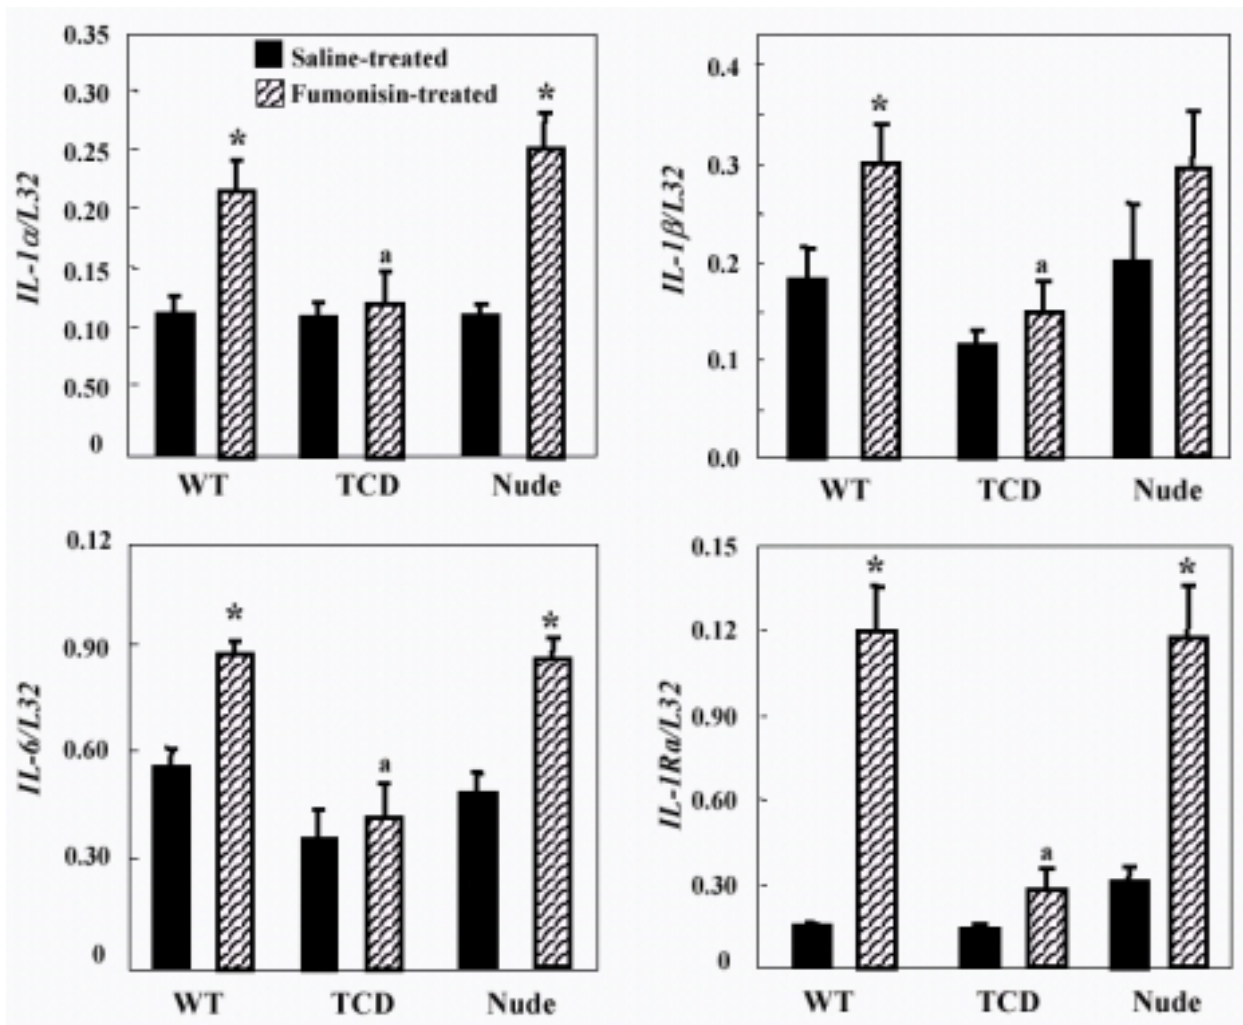 0.35
Saline-treated
0.30
Fumonisin-treated
*
*
0.25
0.20
a
0.15
0.10
0.50
0
IL-1α/L32
WT TCD Nude
0.4
*
0.3
a
0.2
0.1
0.0
IL-1β/L32
WT TCD Nude
0.12
*
*
0.90
a
0.60
0.30
0
IL-6/L32
WT TCD Nude
0.15
*
*
0.12
0.90
0.60
a
0.30
0
IL-1Ra/L32
WT TCD Nude